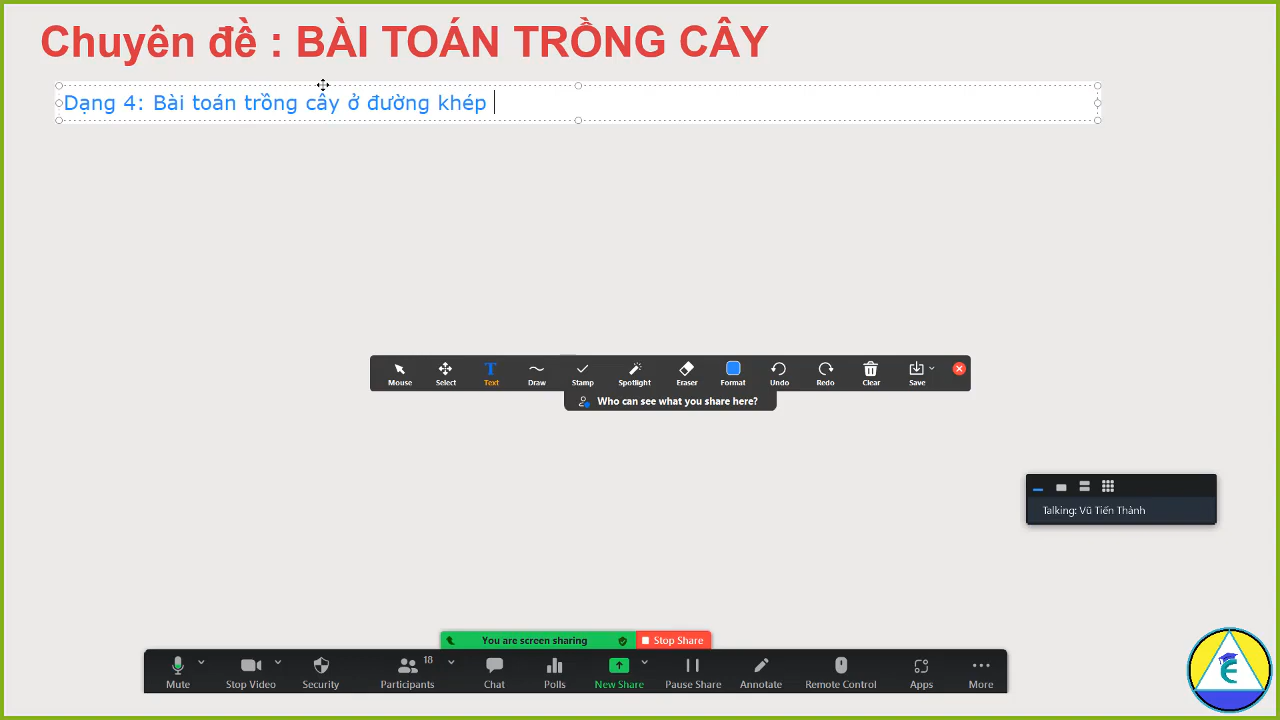 Chuyên đề : BÀI TOÁN TRỒNG CÂY
Dạng 4: Bài toán trồng cây ở đường khép
Mouse Select Text Draw Stamp Spotlight Eraser Format Undo Redo Clear Save
Who can see what you share here?
Talking: Vũ Tiến Thành
You are screen sharing Stop Share
18
Mute Stop Video Security Participants Chat Polls New Share Pause Share Annotate Remote Control Apps More